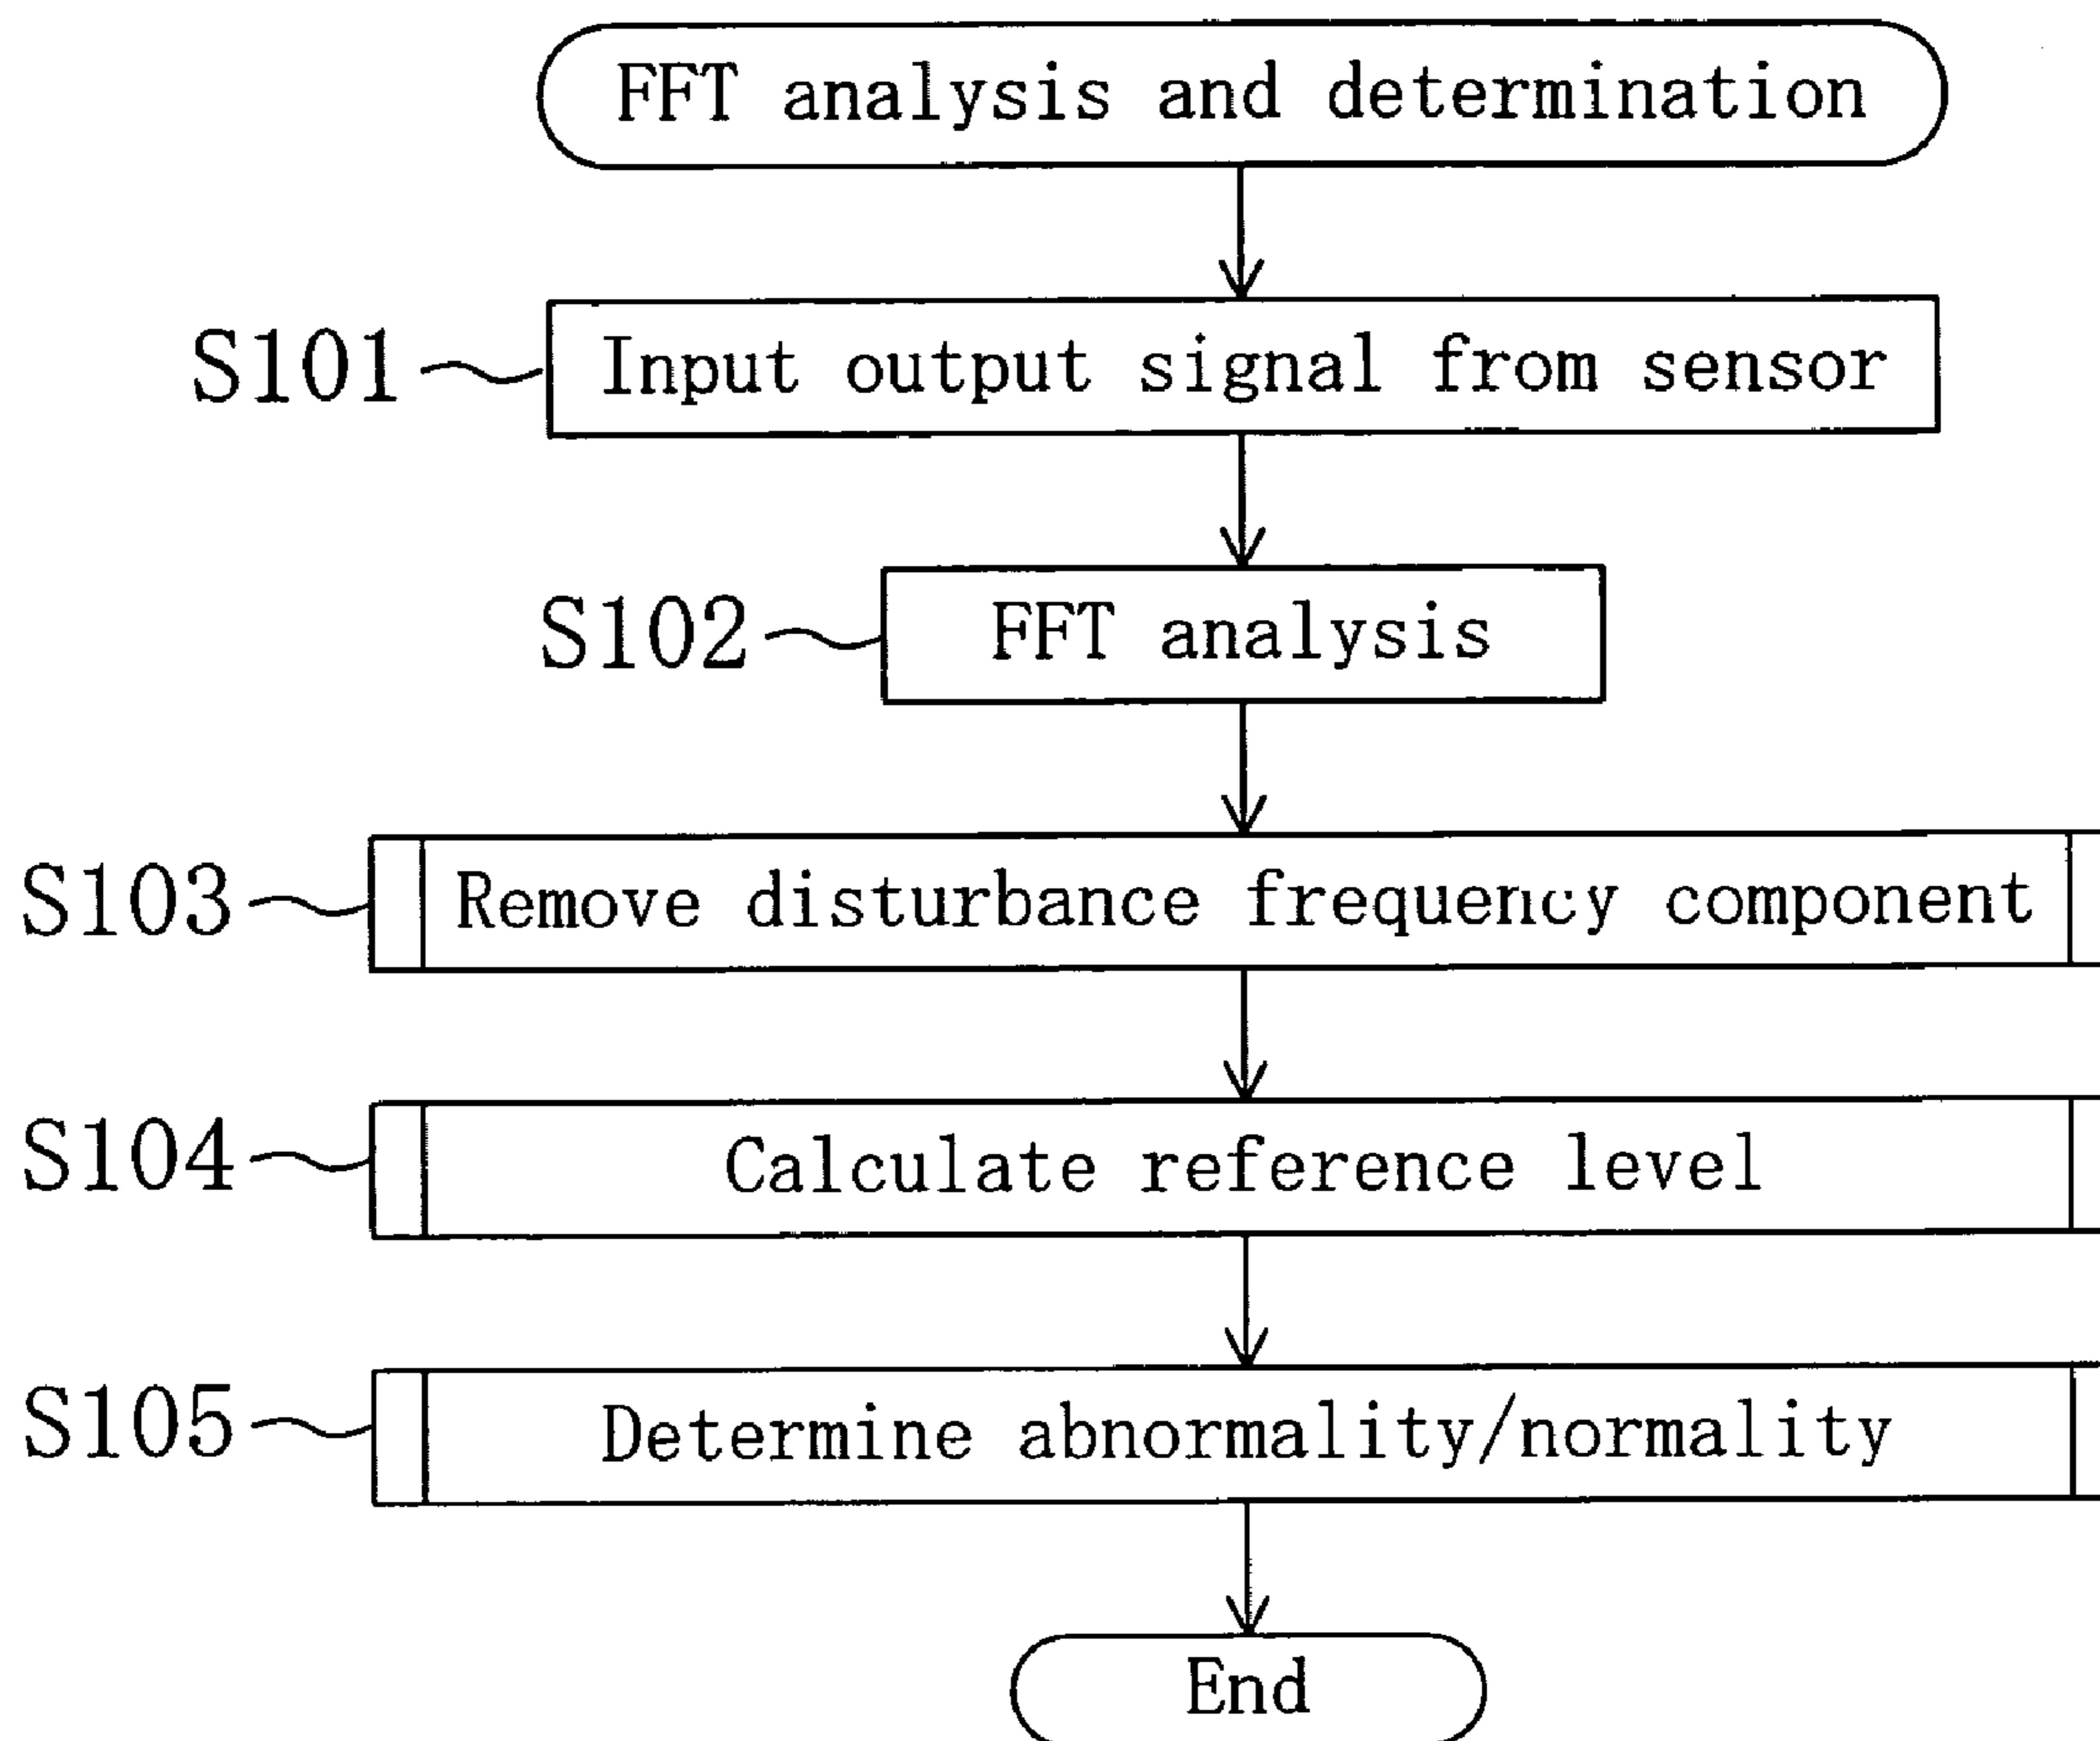 FFT analysis and determination
S101 Input output signal from sensor
S102 FFT analysis
S103 Remove disturbance frequency component
S104 Calculate reference level
S105 Determine abnormality/normality
End